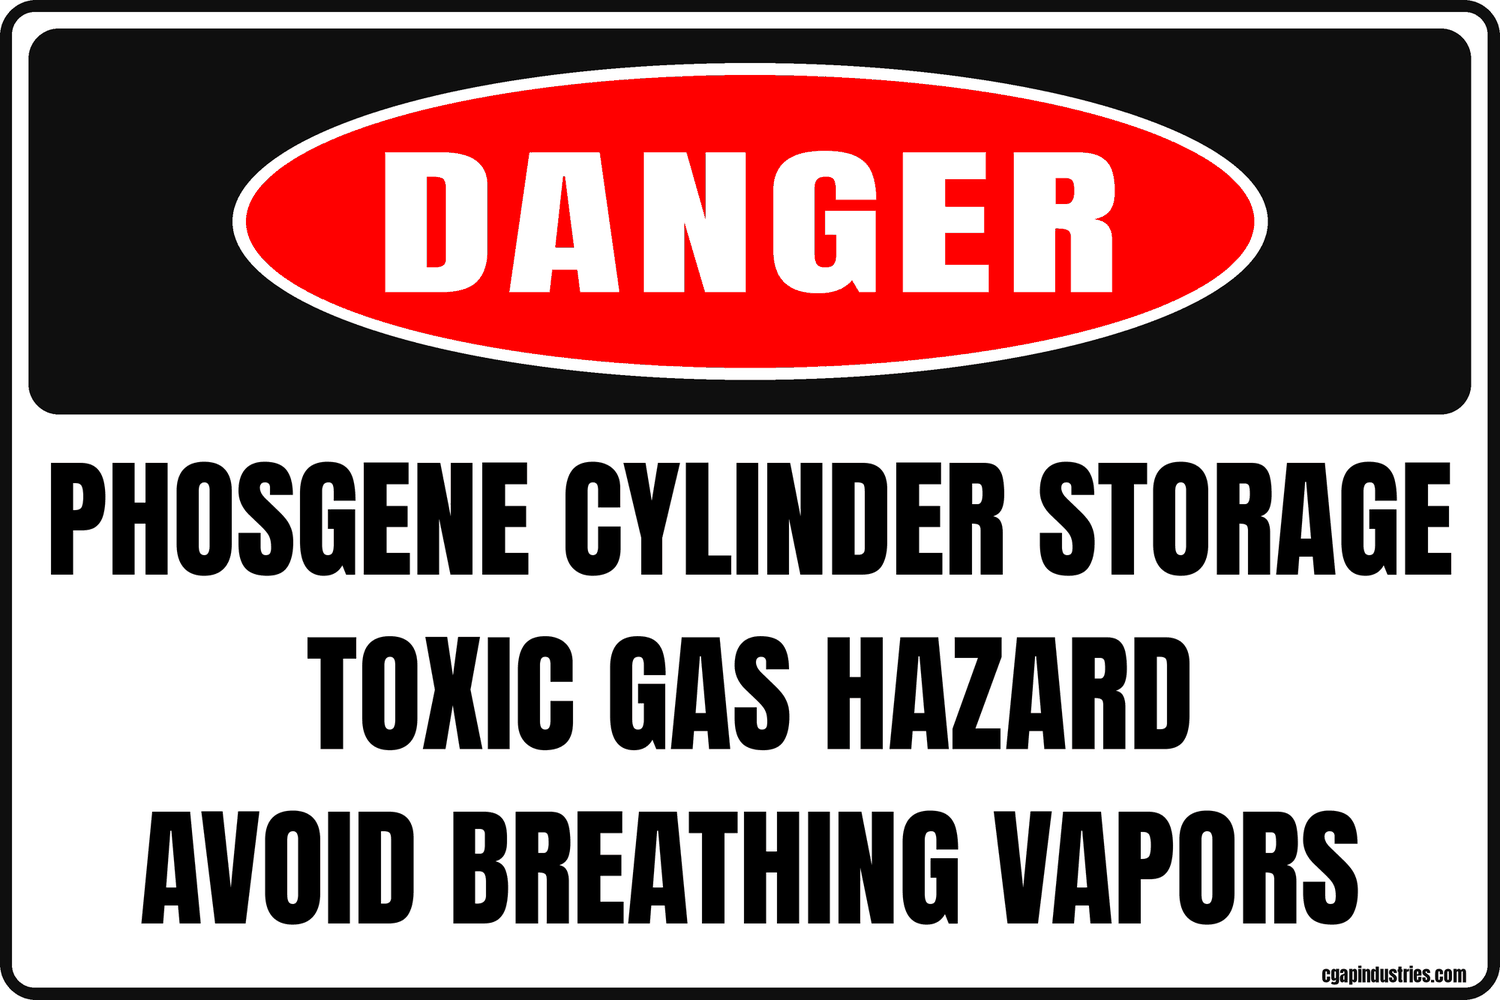 DANGER
PHOSGENE CYLINDER STORAGE
TOXIC GAS HAZARD
AVOID BREATHING VAPORS
cgapindustries.com